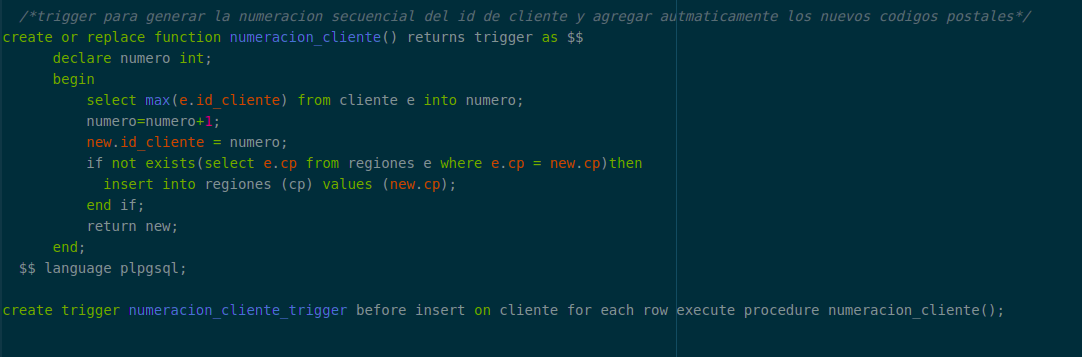 /*trigger para generar la numeracion secuencial del id de cliente y agregar autmaticamente los nuevos codigos postales*/
create or replace function numeracion_cliente() returns trigger as $$
declare numero int;
begin
select max(e.id_cliente) from cliente e into numero;
numero=numero+1;
new.id_cliente = numero;
if not exists(select e.cp from regiones e where e.cp = new.cp)then
insert into regiones (cp) values (new.cp);
end if;
return new;
end;
$$ language plpgsql;
create trigger numeracion_cliente_trigger before insert on cliente for each row execute procedure numeracion_cliente();